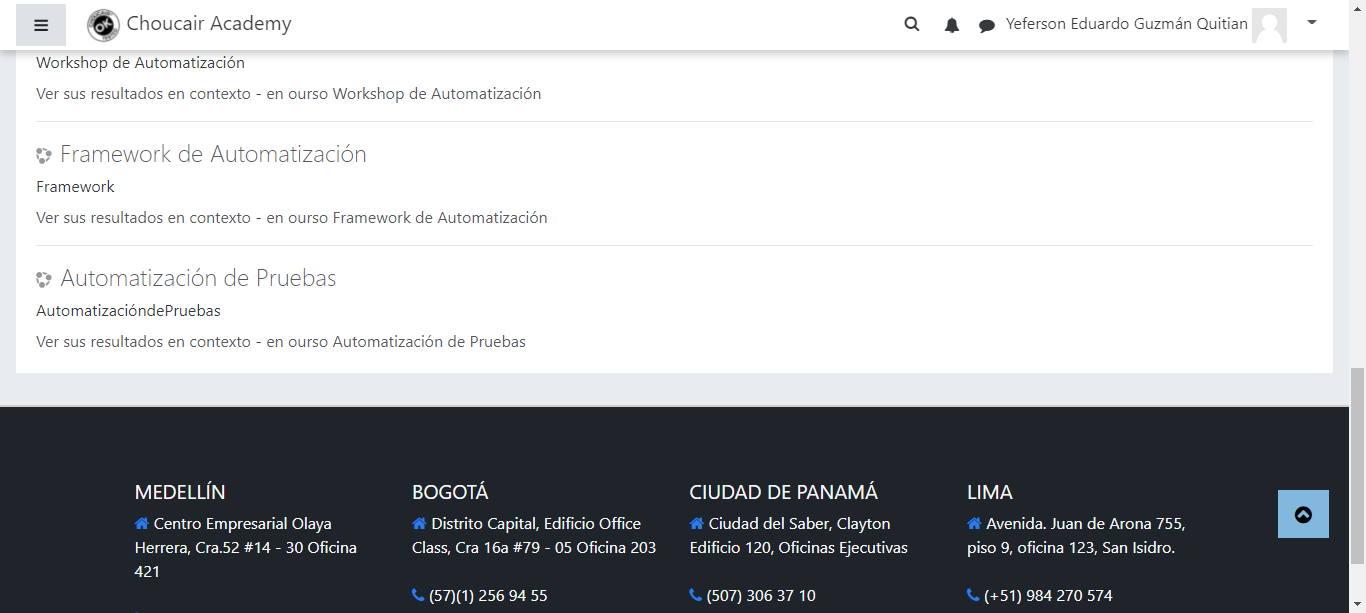 Choucair Academy
Yeferson Eduardo Guzmán Quitian
Workshop de Automatización
Ver sus resultados en contexto - en ourso Workshop de Automatización
Framework de Automatización
Framework
Ver sus resultados en contexto - en ourso Framework de Automatización
Automatización de Pruebas
AutomatizacióndePruebas
Ver sus resultados en contexto - en ourso Automatización de Pruebas
MEDELLÍN
Centro Empresarial Olaya
Herrera, Cra.52 #14 - 30 Oficina
421
BOGOTÁ
Distrito Capital, Edificio Office
Class, Cra 16a #79 - 05 Oficina 203
(57)(1) 256 94 55
CIUDAD DE PANAMÁ
Ciudad del Saber, Clayton
Edificio 120, Oficinas Ejecutivas
(507) 306 37 10
LIMA
Avenida. Juan de Arona 755,
piso 9, oficina 123, San Isidro.
(+51) 984 270 574